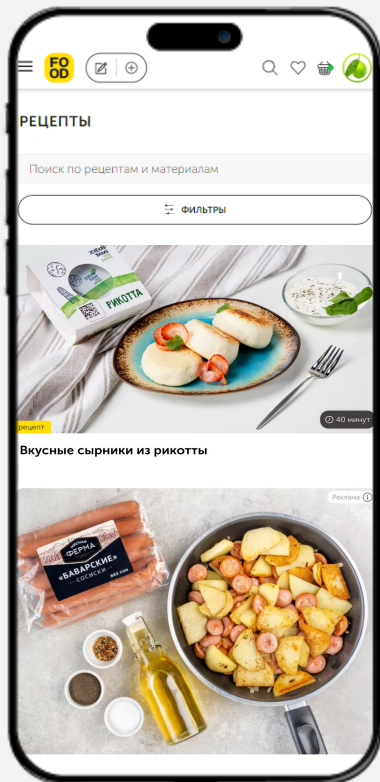 FO
OD
РЕЦЕПТЫ
Поиск по рецептам и материалам
ФИЛЬТРЫ
РИКОТТА
рецепт
40 минут
Вкусные сырники из рикотты
Реклама
ФЕРМА
«БАВАРСКИЕ»
СОСИСКИ